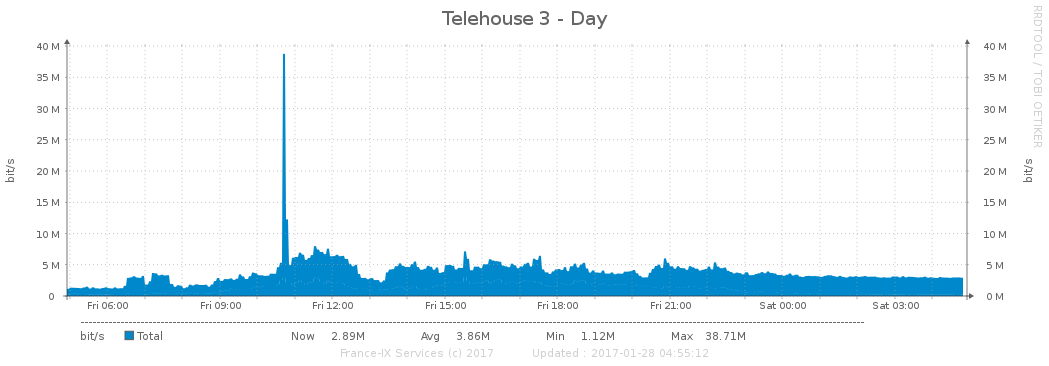 Telehouse 3 - Day
RRDTOOL / TOBI OETIKER
bit/s
40 M 40 M
35 M 35 M
30 M 30 M
25 M 25 M
20 M 20 M
15 M 15 M
10 M 10 M
5 M 5 M
0 0 M
bit/s
Fri 06:00 Fri 09:00 Fri 12:00 Fri 15:00 Fri 18:00 Fri 21:00 Sat 00:00 Sat 03:00
bit/s Total Now 2.89M Avg 3.86M Min 1.12M Max 38.71M
France-IX Services (c) 2017 Updated : 2017-01-28 04:55:12